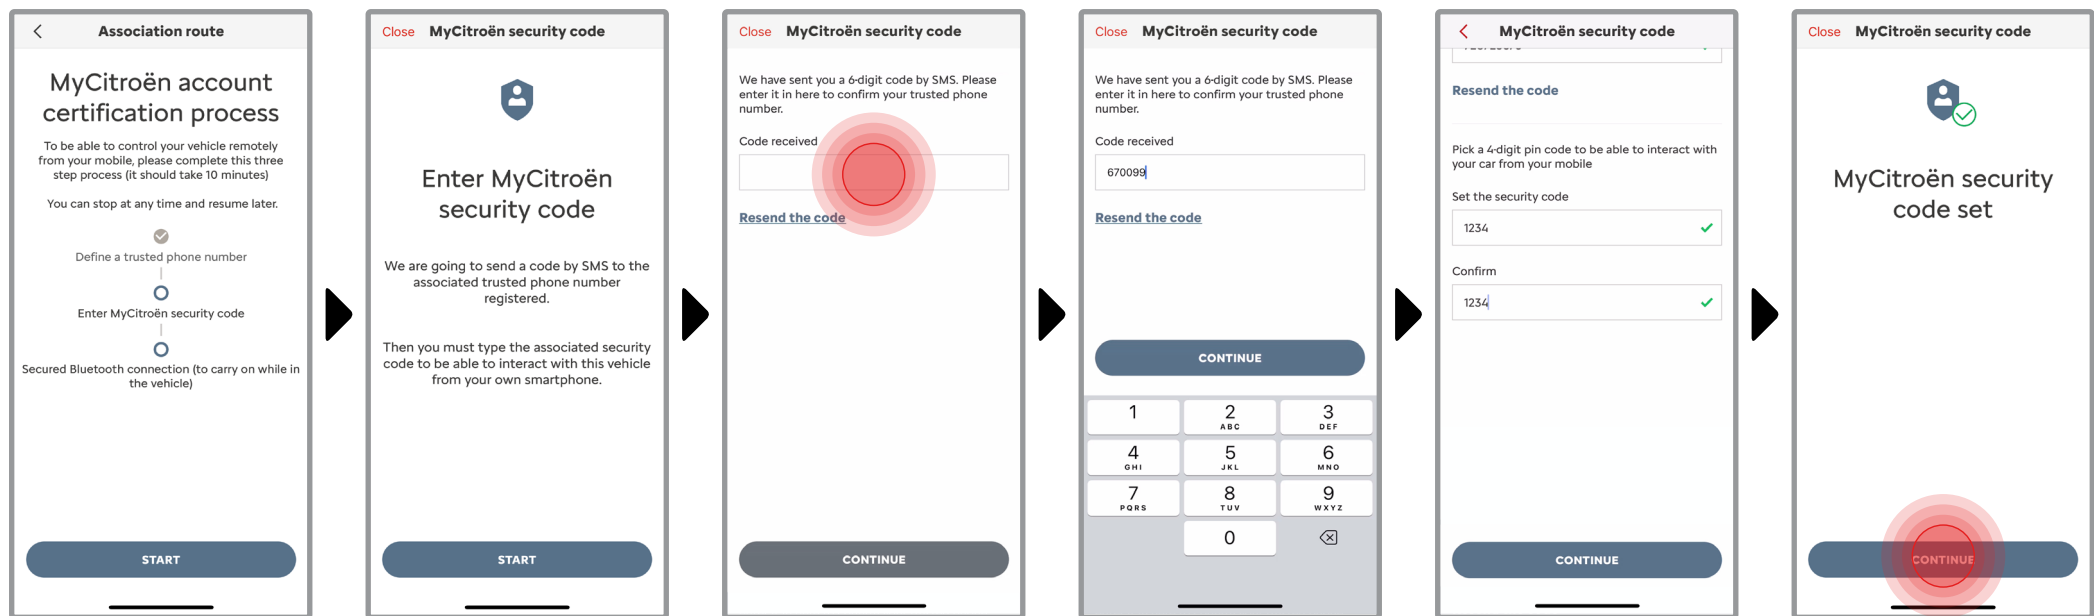 Association route
MyCitroën account
certification process
To be able to control your vehicle remotely
from your mobile, please complete this three
step process (it should take 10 minutes)
You can stop at any time and resume later.
Define a trusted phone number
Enter MyCitroën security code
Secured Bluetooth connection (to carry on while in
the vehicle)
START
Close MyCitroën security code
Enter MyCitroën
security code
We are going to send a code by SMS to the
associated trusted phone number
registered.
Then you must type the associated security
code to be able to interact with this vehicle
from your own smartphone.
START
Close MyCitroën security code
We have sent you a 6-digit code by SMS. Please
enter it in here to confirm your trusted phone
number.
Code received
Resend the code
CONTINUE
Close MyCitroën security code
We have sent you a 6-digit code by SMS. Please
enter it in here to confirm your trusted phone
number.
Code received
670099
Resend the code
CONTINUE
1 2 3
ABC DEF
4 5 6
GHI JKL MNO
7 8 9
PQRS TUV WXYZ
0
MyCitroën security code
Resend the code
Pick a 4-digit pin code to be able to interact with
your car from your mobile
Set the security code
1234
Confirm
1234
CONTINUE
Close MyCitroën security code
MyCitroën security
code set
CONTINUE